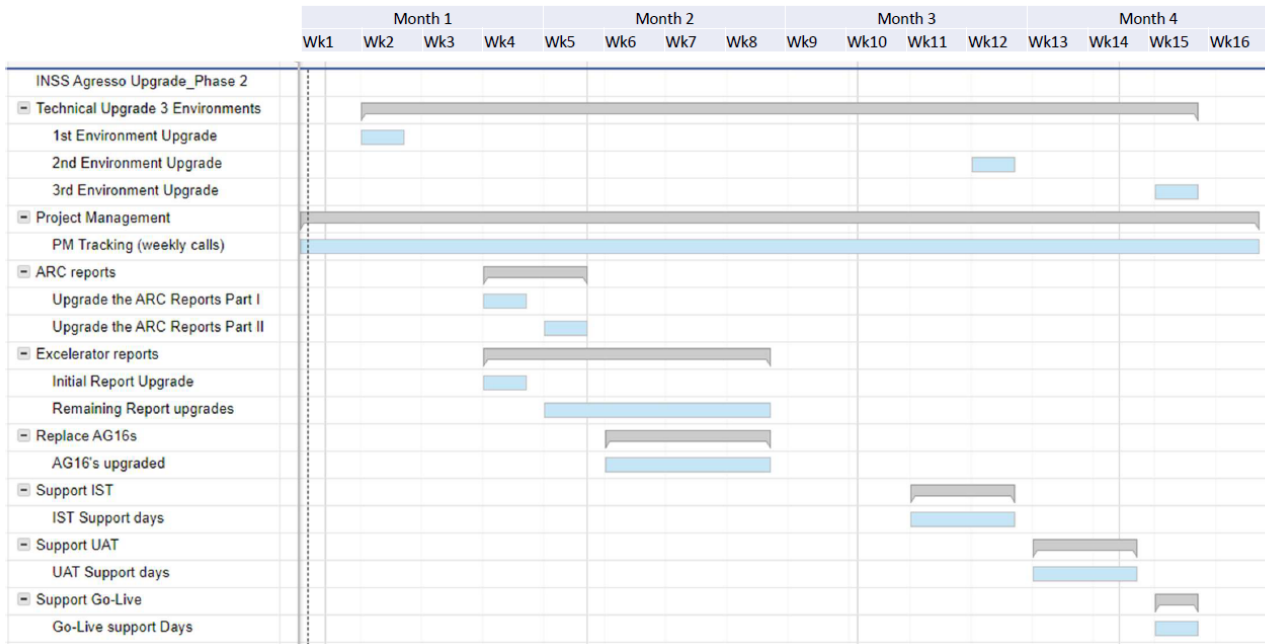 Month 1 Month 2 Month 3 Month 4
Wk1 Wk2 Wk3 Wk4 Wk5 Wk6 Wk7 Wk8 Wk9 Wk10 Wk11 Wk12 Wk13 Wk14 Wk15 Wk16
INSS Agresso Upgrade_Phase 2
Technical Upgrade 3 Environments
1st Environment Upgrade
2nd Environment Upgrade
3rd Environment Upgrade
Project Management
PM Tracking (weekly calls)
ARC reports
Upgrade the ARC Reports Part I
Upgrade the ARC Reports Part II
Excelerator reports
Initial Report Upgrade
Remaining Report upgrades
Replace AG16s
AG16's upgraded
Support IST
IST Support days
Support UAT
UAT Support days
Support Go-Live
Go-Live support Days